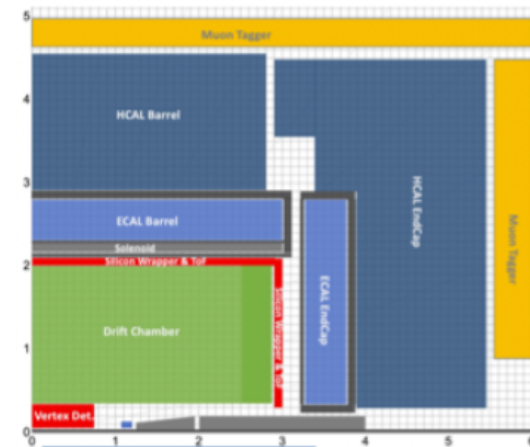 5
Muon Tagger
4
HCAL Barrel
3
HCAL EndCap
Muon Tagger
ECAL Barrel
Solenoid
2
Silicon Wrapper & ToF
Drift Chamber
Silicon Wrapper & ToF
ECAL EndCap
1
Vertex Det.
0
0 1 2 3 4 5